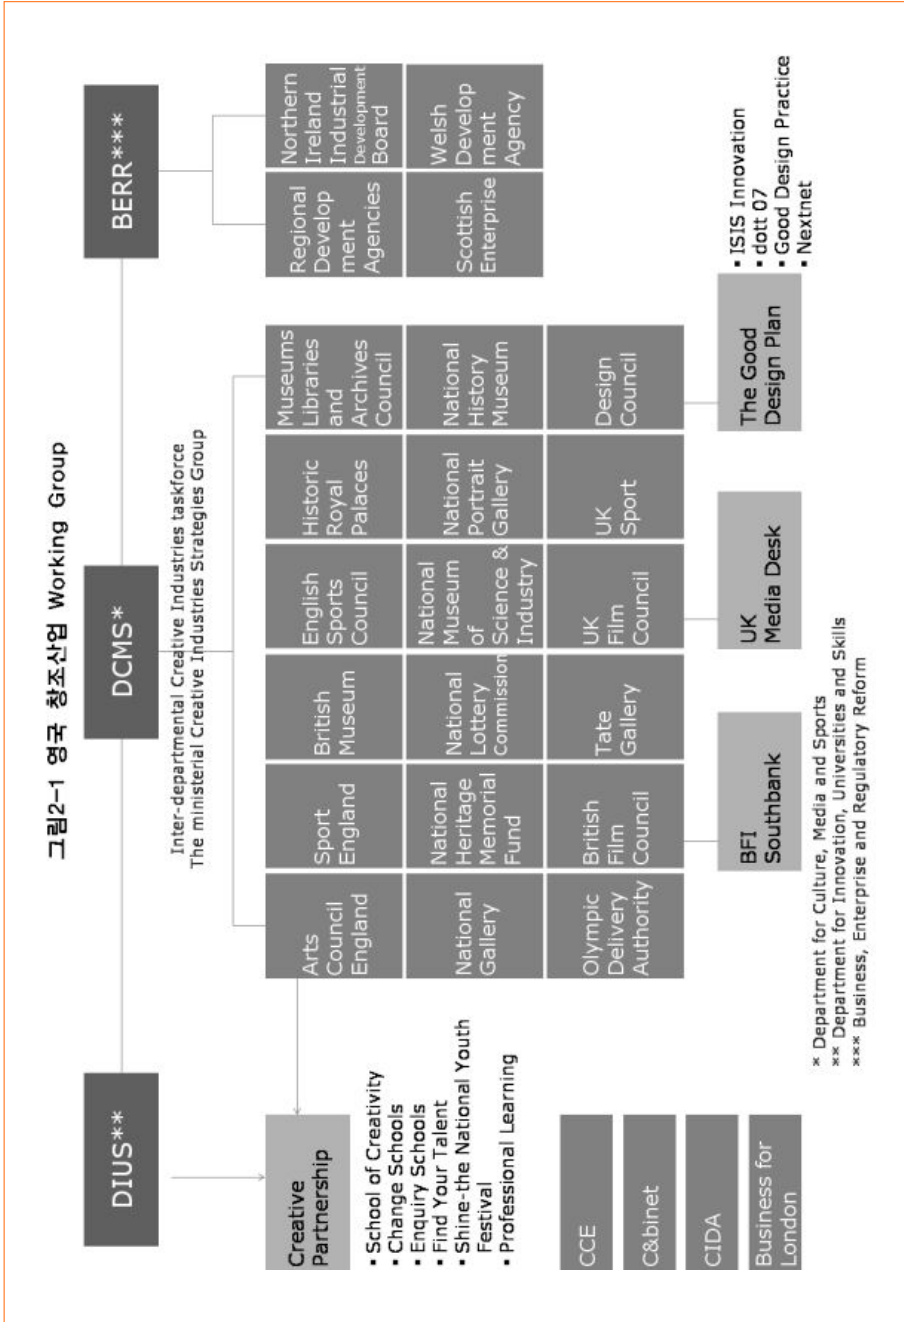 그림2-1 영국 창조산업 Working Group
DIUS**
DCMS*
BERR***
Inter-departmental Creative Industries taskforce
The ministerial Creative Industries Strategies Group
Creative
Partnership
▪ School of Creativity
▪ Change Schools
▪ Enquiry Schools
▪ Find Your Talent
▪ Shine-the National Youth
Festival
▪ Professional Learning
CCE
C&binet
CIDA
Business for
London
Arts
Council
England
Sport
England
British
Museum
English
Sports
Council
Historic
Royal
Palaces
Museums
Libraries
and
Archives
Council
National
Gallery
National
Heritage
Memorial
Fund
National
Lottery
Commission
National
Museum
of
Science &
Industry
National
Portrait
Gallery
National
History
Museum
Olympic
Delivery
Authority
British
Film
Council
Tate
Gallery
UK
Film
Council
UK
Sport
Design
Council
BFI
Southbank
UK
Media Desk
The Good
Design Plan
▪ ISIS Innovation
▪ dott 07
▪ Good Design Practice
▪ Nextnet
Regional
Develop
ment
Agencies
Northern
Ireland
Industrial
Development
Board
Scottish
Enterprise
Welsh
Develop
ment
Agency
* Department for Culture, Media and Sports
** Department for Innovation, Universities and Skills
*** Business, Enterprise and Regulatory Reform